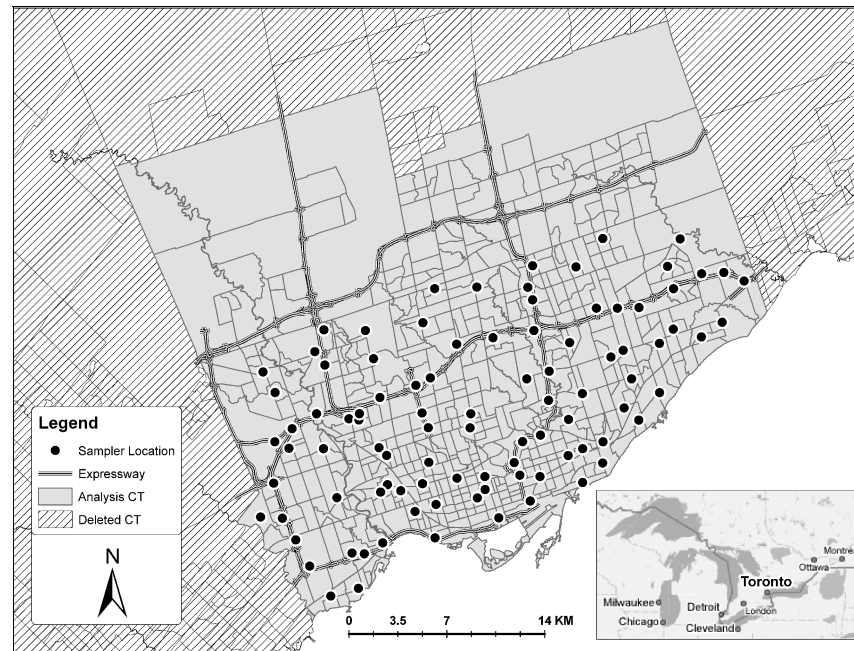 Legend
Sampler Location
Expressway
Analysis CT
Deleted CT
N
0 3.5 7 14 KM
Montre
Ottawa
Toronto
Milwaukee
Detroit
London
Chicago
Cleveland